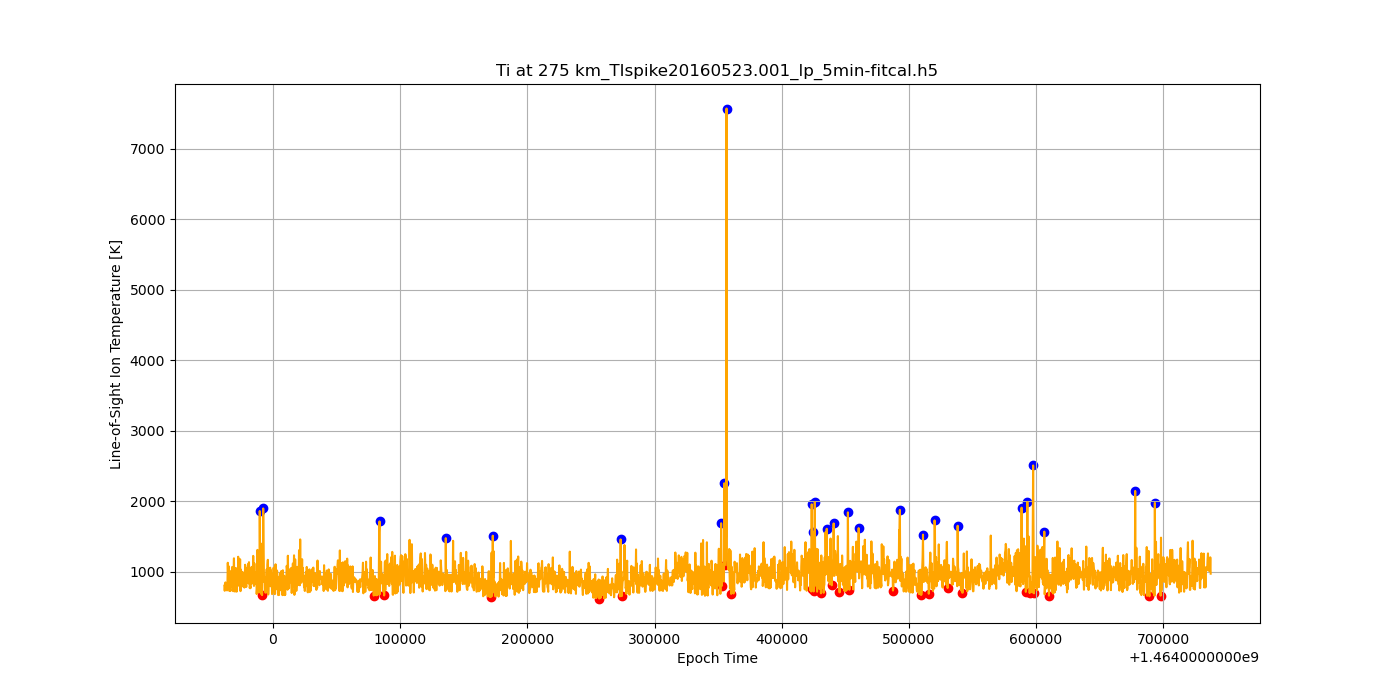 Ti at 275 km_TIspike20160523.001_lp_5min-fitcal.h5
Line-of-Sight Ion Temperature [K]
7000
6000
5000
4000
3000
2000
1000
0 100000 200000 300000 400000 500000 600000 700000
Epoch Time
+1.4640000000e9